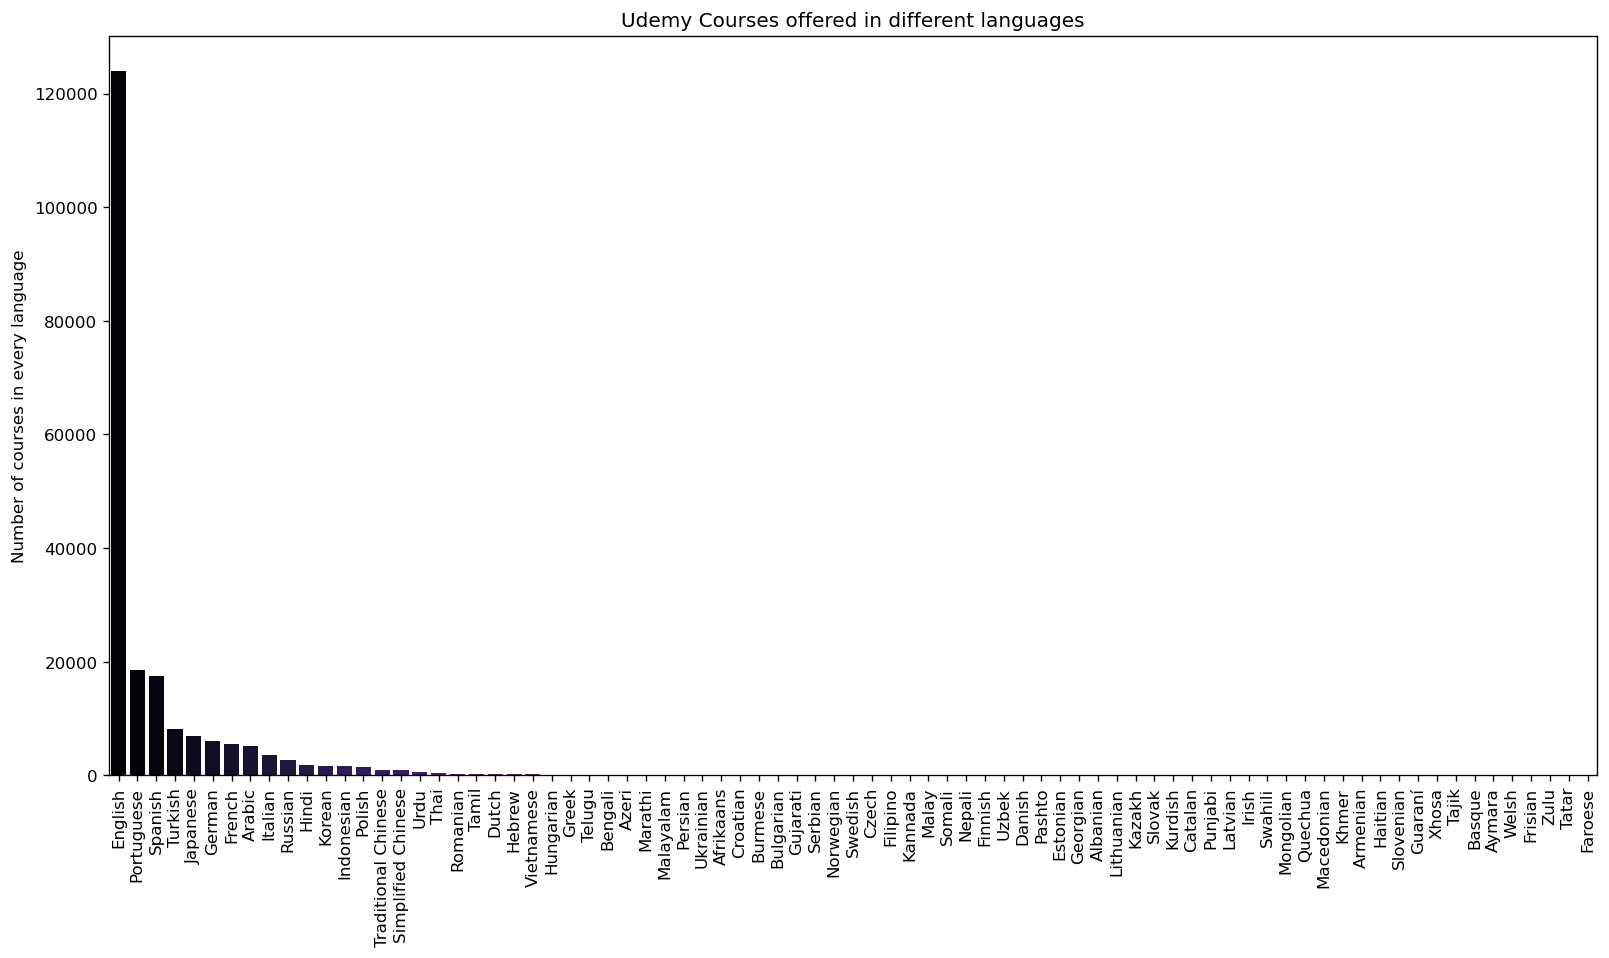 Udemy Courses offered in different languages
Number of courses in every language
120000
100000
80000
60000
40000
20000
0
English
Portuguese
Spanish
Turkish
Japanese
German
French
Arabic
Italian
Russian
Hindi
Korean
Indonesian
Polish
Traditional Chinese
Simplified Chinese
Urdu
Thai
Romanian
Tamil
Dutch
Hebrew
Vietnamese
Hungarian
Greek
Telugu
Bengali
Azeri
Marathi
Malayalam
Persian
Ukrainian
Afrikaans
Croatian
Burmese
Bulgarian
Gujarati
Serbian
Norwegian
Swedish
Czech
Filipino
Kannada
Malay
Somali
Nepali
Finnish
Uzbek
Danish
Pashto
Estonian
Georgian
Albanian
Lithuanian
Kazakh
Slovak
Kurdish
Catalan
Punjabi
Latvian
Irish
Swahili
Mongolian
Quechua
Macedonian
Khmer
Armenian
Haitian
Slovenian
Guaraní
Xhosa
Tajik
Basque
Aymara
Welsh
Frisian
Zulu
Tatar
Faroese